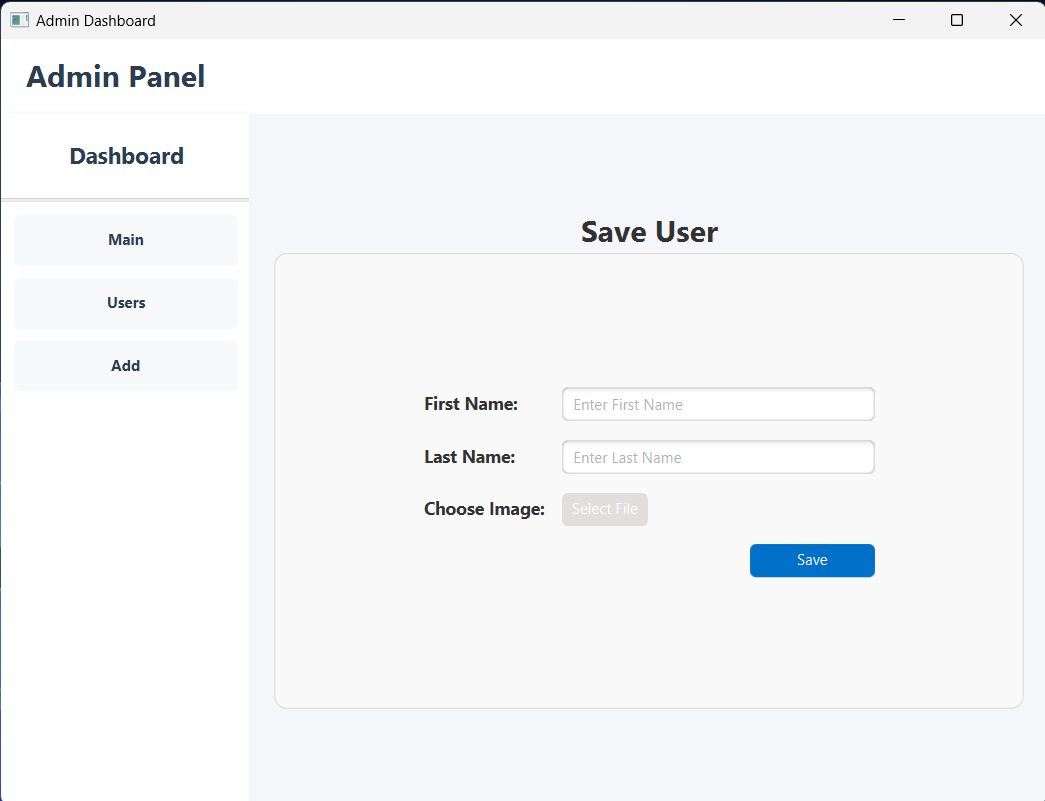 Admin Dashboard
Admin Panel
Dashboard
Main
Users
Add
Save User
First Name: Enter First Name
Last Name: Enter Last Name
Choose Image: Select File
Save